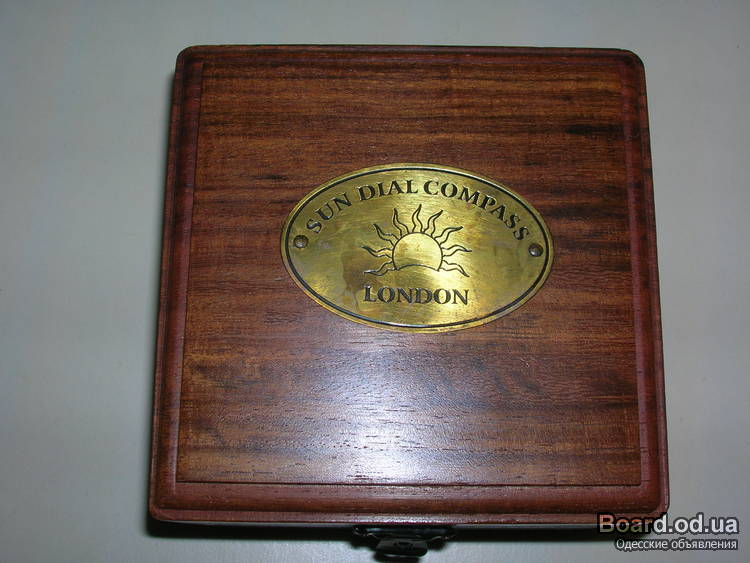 SUN DIAL COMPASS
LONDON
Board.od.ua
Одесские объявления